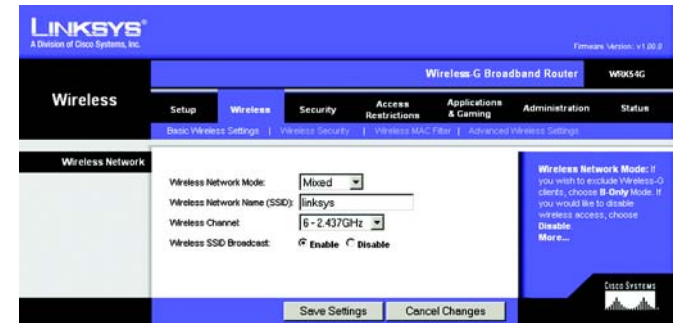 LINKSYS®
A Division of Cisco Systems, Inc.
Firmware Version: v1.00.0
Wireless-G Broadband Router WRK54G
Wireless
Setup Wireless Security Access Restrictions Applications & Gaming Administration Status
Basic Wireless Settings | Wireless Security | Wireless MAC Filter | Advanced Wireless Settings
Wireless Network
Wireless Network Mode: Mixed
Wireless Network Name (SSID): linksys
Wireless Channel: 6 - 2.437GHz
Wireless SSID Broadcast: Enable Disable
Wireless Network Mode: If
you wish to exclude Wireless-G
clients, choose B-Only Mode. If
you would like to disable
wireless access, choose
Disable.
More...
CISCO SYSTEMS
Save Settings Cancel Changes